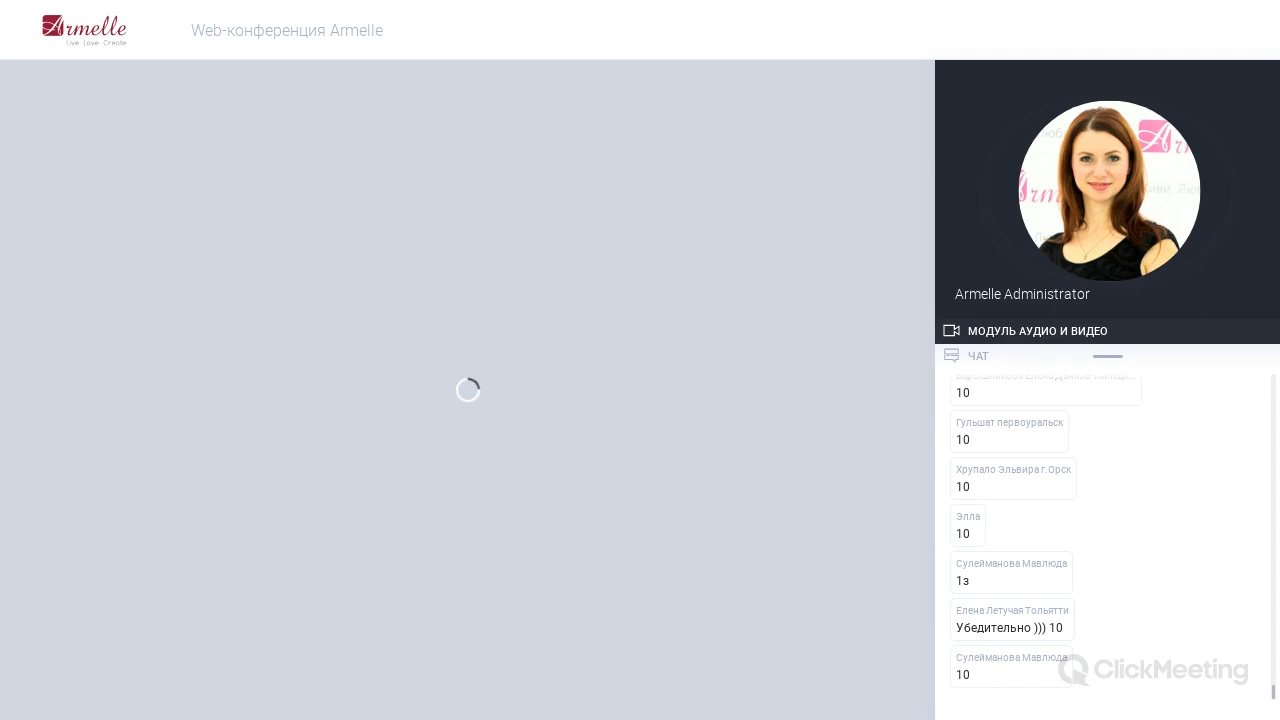 Armelle
Live Love Create
Web-конференция Armelle
Armelle
Armelle Administrator
МОДУЛЬ АУДИО И ВИДЕО
ЧАТ
10
Гульшат первоуральск
10
Хрупало Эльвира г.Орск
10
Элла
10
Сулейманова Мавлюда
1з
Елена Летучая Тольятти
Убедительно ))) 10
Сулейманова Мавлюда
10
ClickMeeting